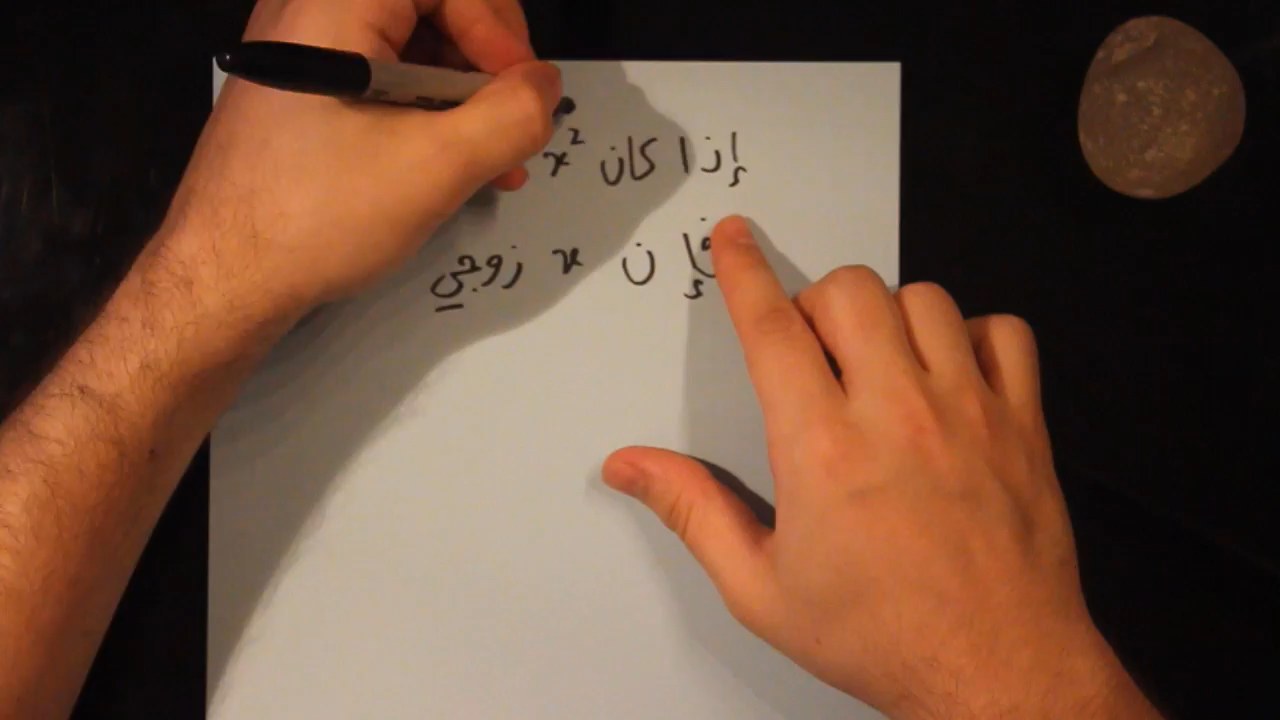 إذا كان x²
فإن x زوجي